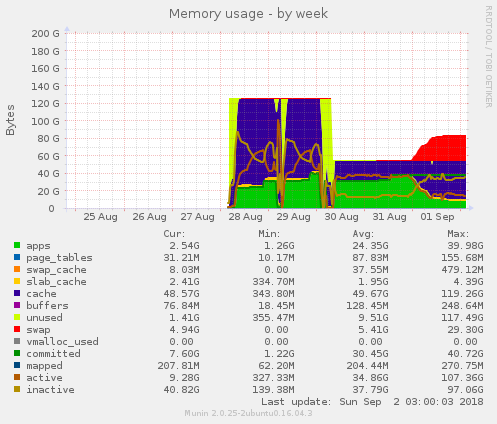 Memory usage - by week
RRDTOOL / TOBI OETIKER
Bytes
200 G
180 G
160 G
140 G
120 G
100 G
80 G
60 G
40 G
20 G
0
25 Aug 26 Aug 27 Aug 28 Aug 29 Aug 30 Aug 31 Aug 01 Sep
Cur: Min: Avg: Max:
apps 2.54G 1.26G 24.35G 39.98G
page_tables 31.21M 10.17M 87.83M 155.68M
swap_cache 8.03M 0.00 37.55M 479.12M
slab_cache 2.41G 334.70M 1.95G 4.39G
cache 48.57G 343.80M 49.67G 119.26G
buffers 76.84M 18.45M 128.45M 248.64M
unused 1.41G 355.47M 9.51G 117.49G
swap 4.94G 0.00 5.41G 29.30G
vmalloc_used 0.00 0.00 0.00 0.00
committed 7.60G 1.22G 30.45G 40.72G
mapped 207.81M 62.20M 204.44M 270.75M
active 9.28G 327.33M 34.86G 107.36G
inactive 40.82G 139.38M 37.79G 97.06G
Last update: Sun Sep 2 03:00:03 2018
Munin 2.0.25-2ubuntu0.16.04.3